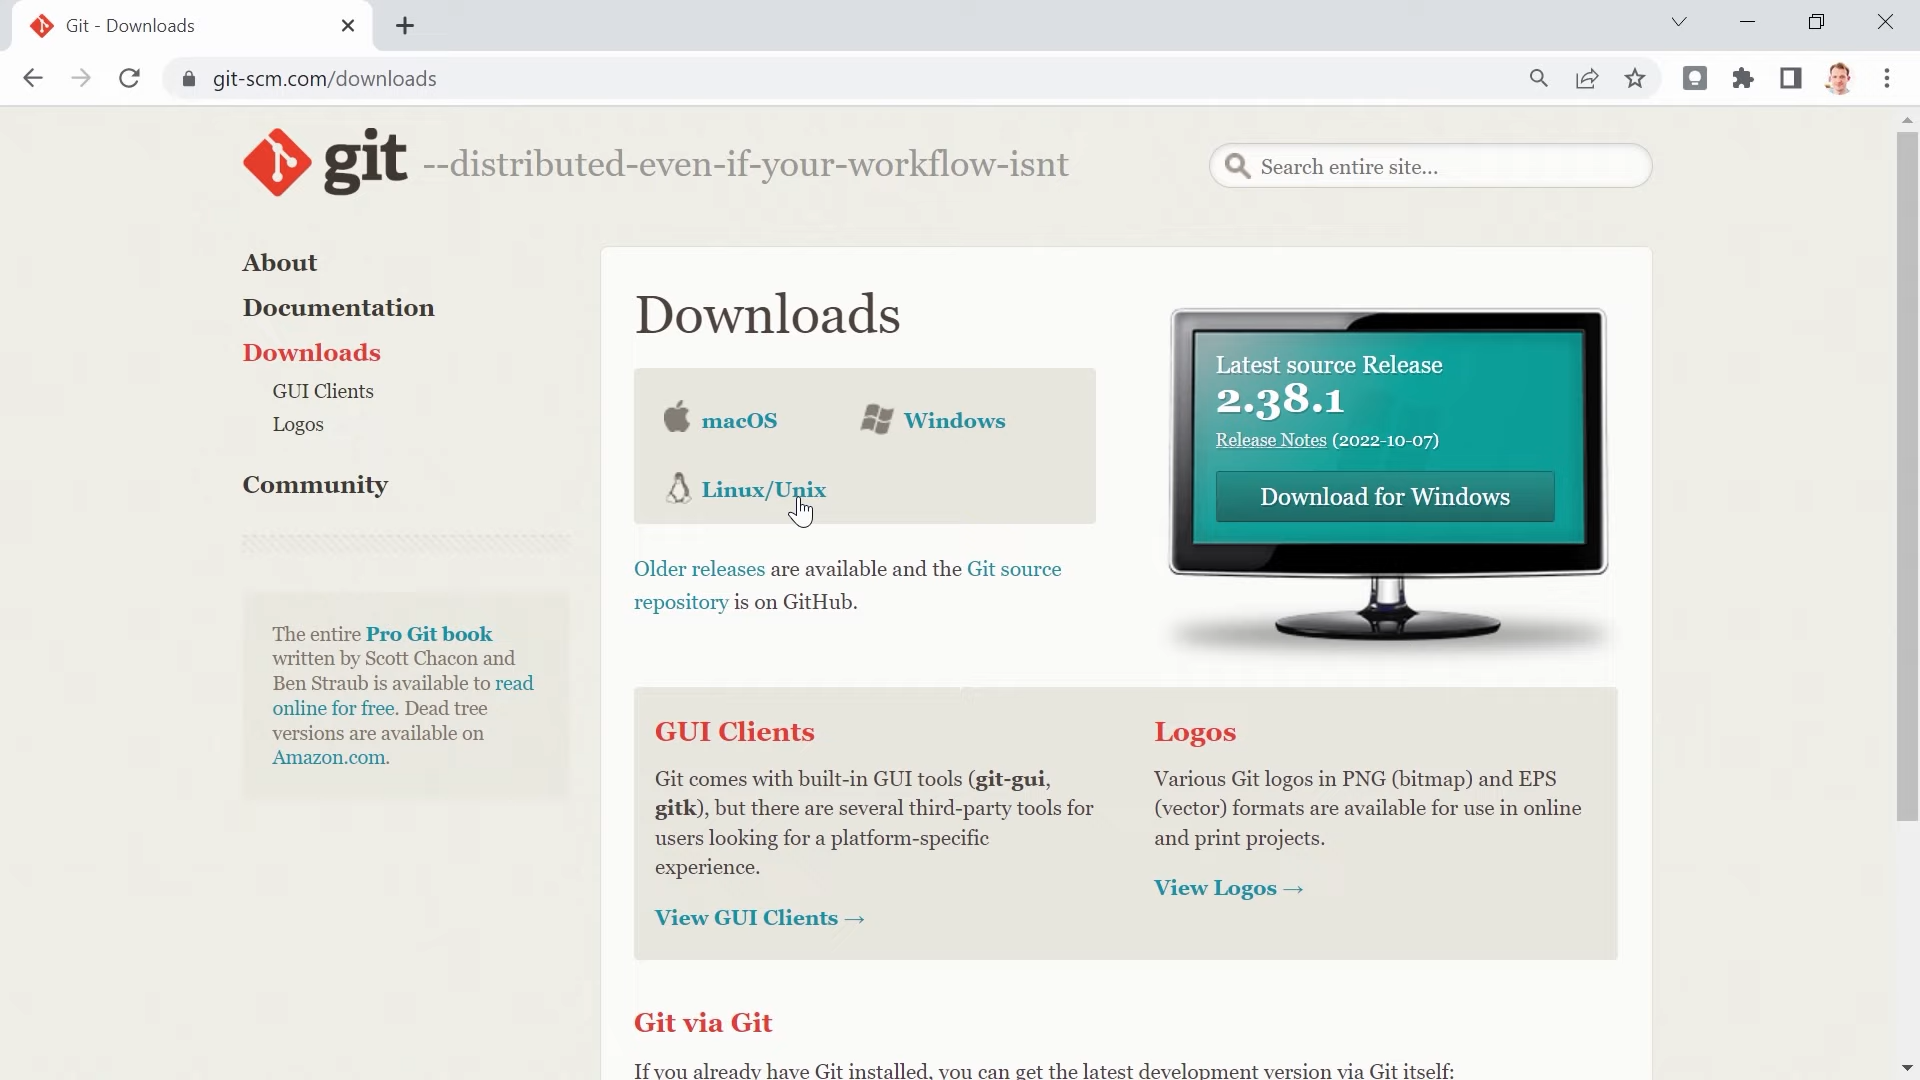 Git - Downloads
git-scm.com/downloads
git --distributed-even-if-your-workflow-isnt
Search entire site...
About
Documentation
Downloads
GUI Clients
Logos
Community
The entire Pro Git book
written by Scott Chacon and
Ben Straub is available to read
online for free. Dead tree
versions are available on
Amazon.com.
Downloads
macOS
Windows
Linux/Unix
Older releases are available and the Git source
repository is on GitHub.
Latest source Release
2.38.1
Release Notes (2022-10-07)
Download for Windows
GUI Clients
Git comes with built-in GUI tools (git-gui,
gitk), but there are several third-party tools for
users looking for a platform-specific
experience.
View GUI Clients →
Logos
Various Git logos in PNG (bitmap) and EPS
(vector) formats are available for use in online
and print projects.
View Logos →
Git via Git
If you already have Git installed, you can get the latest development version via Git itself: